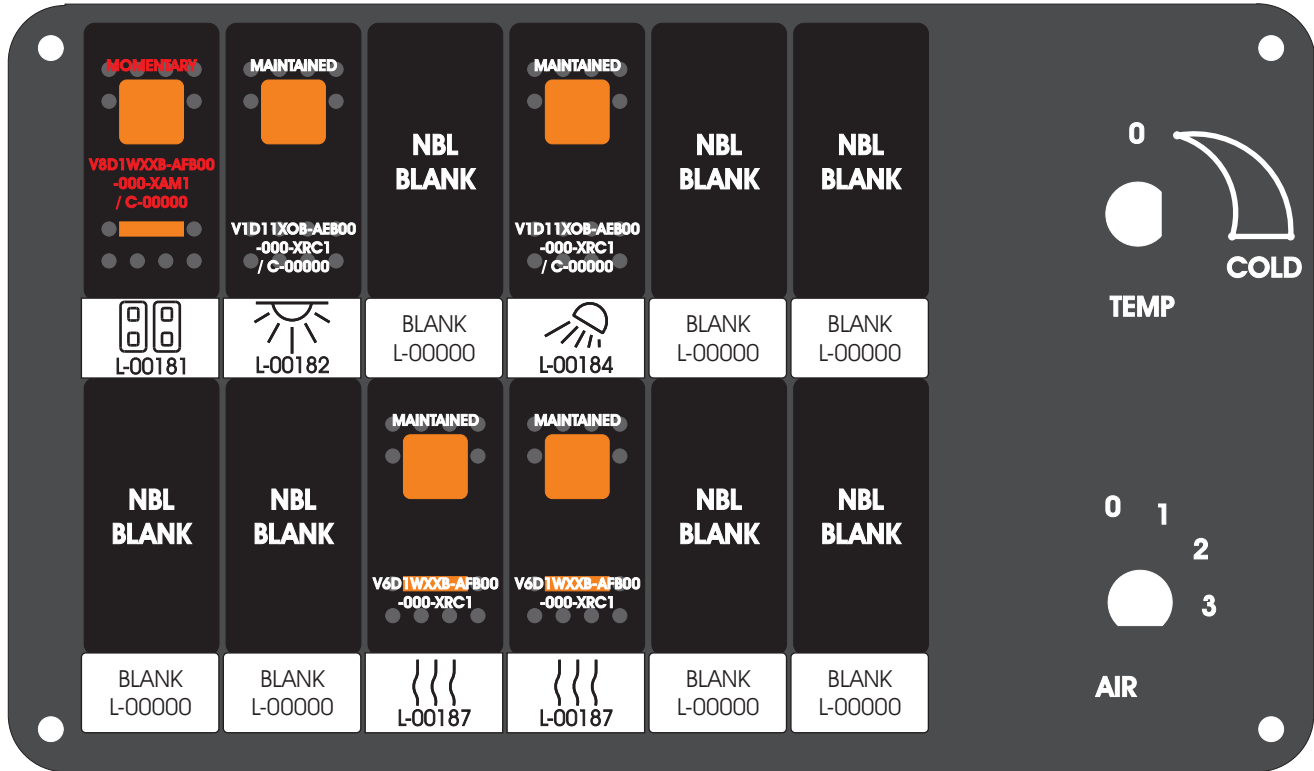 MOMENTARY
V8D1WXXB-AFB00
-000-XAM1
/ C-00000
L-00181
MAINTAINED
V1D11XOB-AEB00
-000-XRC1
/ C-00000
L-00182
NBL
BLANK
BLANK
L-00000
MAINTAINED
V1D11XOB-AEB00
-000-XRC1
/ C-00000
L-00184
NBL
BLANK
BLANK
L-00000
NBL
BLANK
BLANK
L-00000
NBL
BLANK
BLANK
L-00000
NBL
BLANK
BLANK
L-00000
MAINTAINED
V6D1WXXB-AFB00
-000-XRC1
L-00187
MAINTAINED
V6D1WXXB-AFB00
-000-XRC1
L-00187
NBL
BLANK
BLANK
L-00000
NBL
BLANK
BLANK
L-00000
0
COLD
TEMP
0
1
2
3
AIR